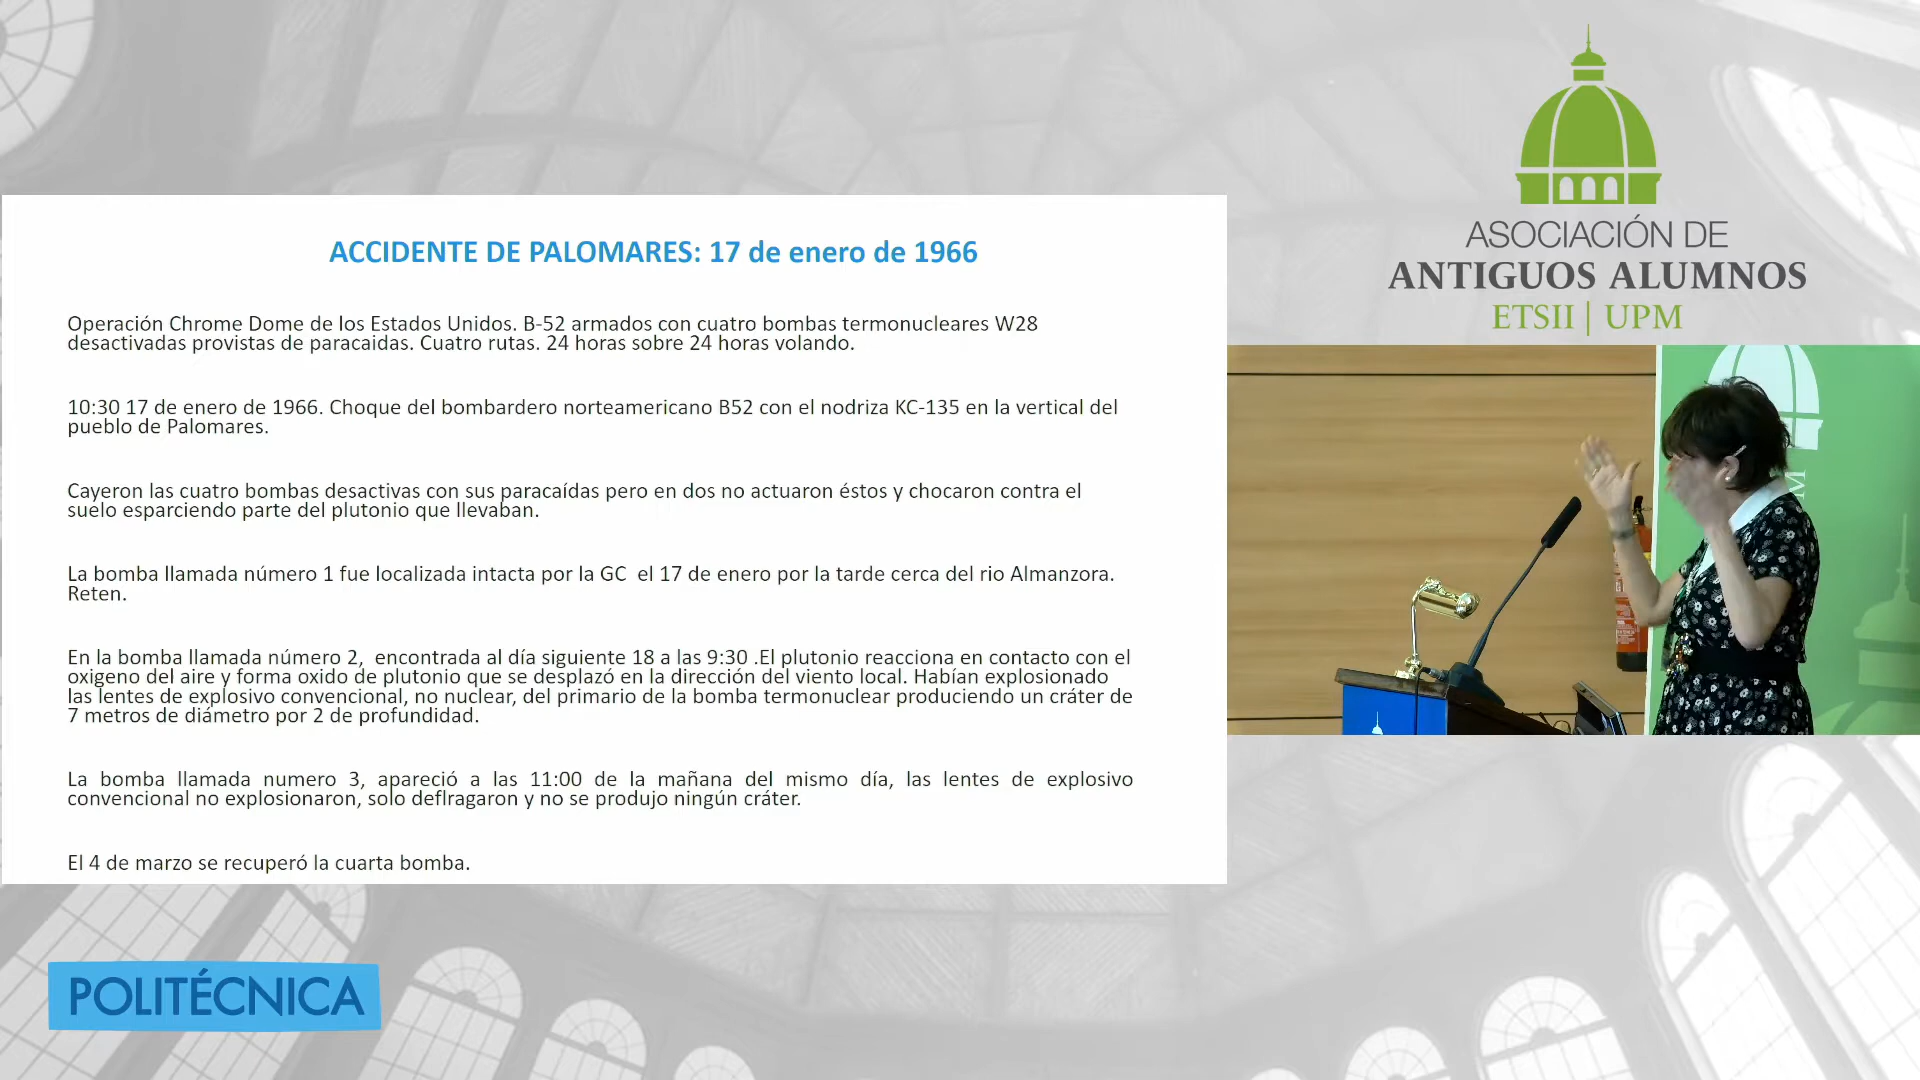 ACCIDENTE DE PALOMARES: 17 de enero de 1966
Operación Chrome Dome de los Estados Unidos. B-52 armados con cuatro bombas termonucleares W28
desactivadas provistas de paracaidas. Cuatro rutas. 24 horas sobre 24 horas volando.
10:30 17 de enero de 1966. Choque del bombardero norteamericano B52 con el nodriza KC-135 en la vertical del
pueblo de Palomares.
Cayeron las cuatro bombas desactivas con sus paracaídas pero en dos no actuaron éstos y chocaron contra el
suelo esparciendo parte del plutonio que llevaban.
La bomba llamada número 1 fue localizada intacta por la GC  el 17 de enero por la tarde cerca del rio Almanzora.
Reten.
En la bomba llamada número 2,  encontrada al día siguiente 18 a las 9:30 .El plutonio reacciona en contacto con el
oxigeno del aire y forma oxido de plutonio que se desplazó en la dirección del viento local. Habían explosionado
las lentes de explosivo convencional, no nuclear, del primario de la bomba termonuclear produciendo un cráter de
7 metros de diámetro por 2 de profundidad.
La bomba llamada numero 3, apareció a las 11:00 de la mañana del mismo día, las lentes de explosivo
convencional no explosionaron, solo deflragaron y no se produjo ningún cráter.
El 4 de marzo se recuperó la cuarta bomba.
ASOCIACIÓN DE
ANTIGUOS ALUMNOS
ETSII | UPM
M
POLITÉCNICA